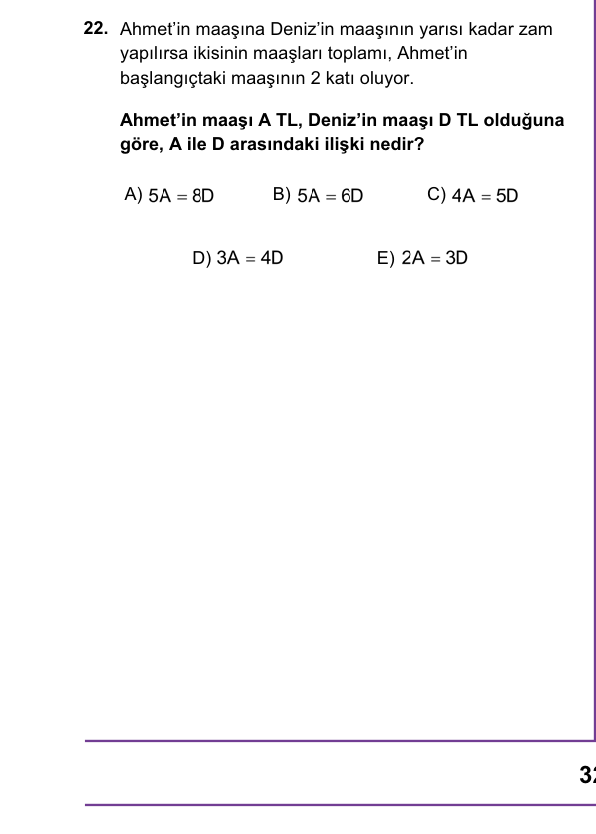 22. Ahmet’in maaşına Deniz’in maaşının yarısı kadar zam
yapılırsa ikisinin maaşları toplamı, Ahmet’in
başlangıçtaki maaşının 2 katı oluyor.
Ahmet’in maaşı A TL, Deniz’in maaşı D TL olduğuna
göre, A ile D arasındaki ilişki nedir?
A) 5A = 8D B) 5A = 6D C) 4A = 5D
D) 3A = 4D E) 2A = 3D